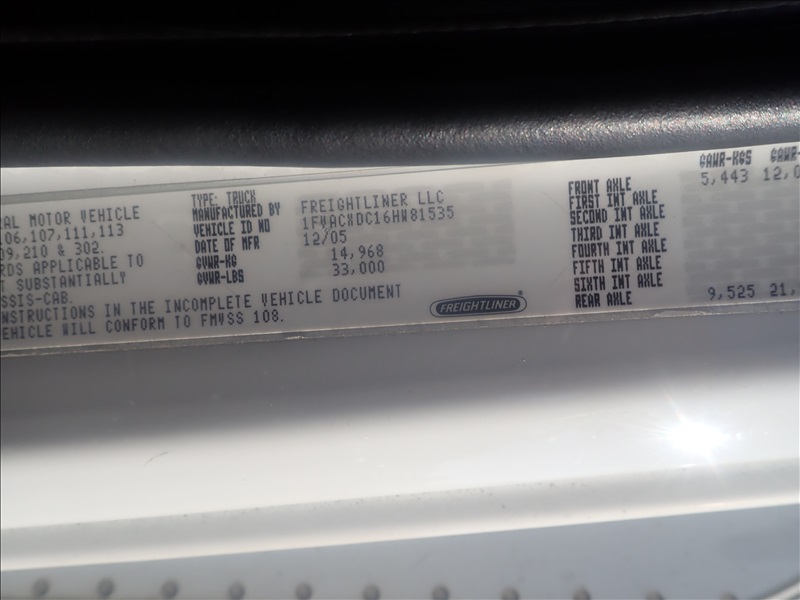 RAL MOTOR VEHICLE
106,107,111,113
09,210 & 302.
RDS APPLICABLE TO
T SUBSTANTIALLY
SSIS-CAB.
NSTRUCTIONS IN THE INCOMPLETE VEHICLE DOCUMENT
EHICLE WILL CONFORM TO FMVSS 108.
TYPE: TRUCK
MANUFACTURED BY FREIGHTLINER LLC
VEHICLE ID NO 1FVACWDC16HW81535
DATE OF MFR 12/05
GVWR-KG 14,968
GVWR-LBS 33,000
FREIGHTLINER®
GAWR-KGS GAWR-
FRONT AXLE 5,443 12,0
FIRST INT AXLE
SECOND INT AXLE
THIRD INT AXLE
FOURTH INT AXLE
FIFTH INT AXLE
SIXTH INT AXLE
REAR AXLE 9,525 21,